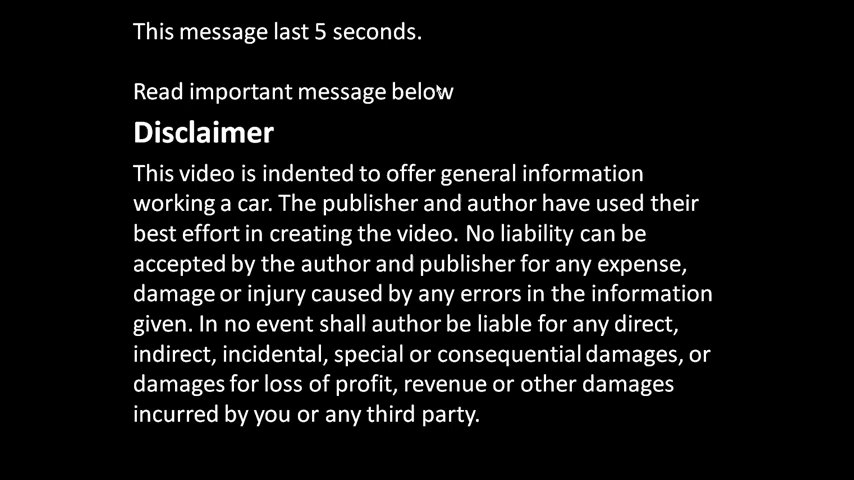 This message last 5 seconds.
Read important message below
Disclaimer
This video is indented to offer general information
working a car. The publisher and author have used their
best effort in creating the video. No liability can be
accepted by the author and publisher for any expense,
damage or injury caused by any errors in the information
given. In no event shall author be liable for any direct,
indirect, incidental, special or consequential damages, or
damages for loss of profit, revenue or other damages
incurred by you or any third party.